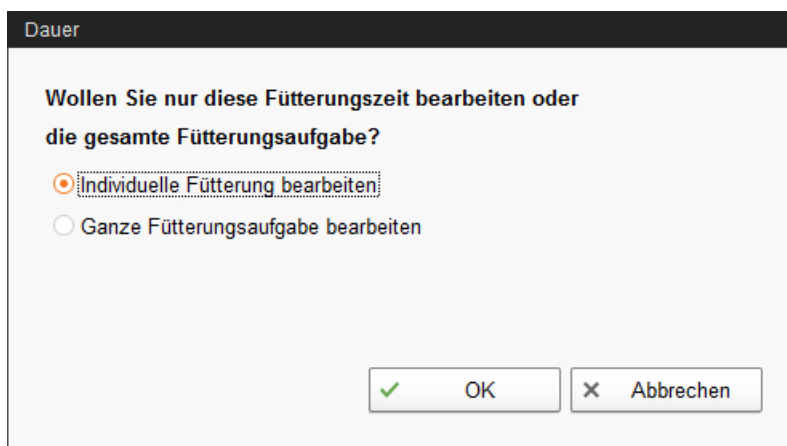 Dauer
Wollen Sie nur diese Fütterungszeit bearbeiten oder
die gesamte Fütterungsaufgabe?
Individuelle Fütterung bearbeiten
Ganze Fütterungsaufgabe bearbeiten
OK
Abbrechen